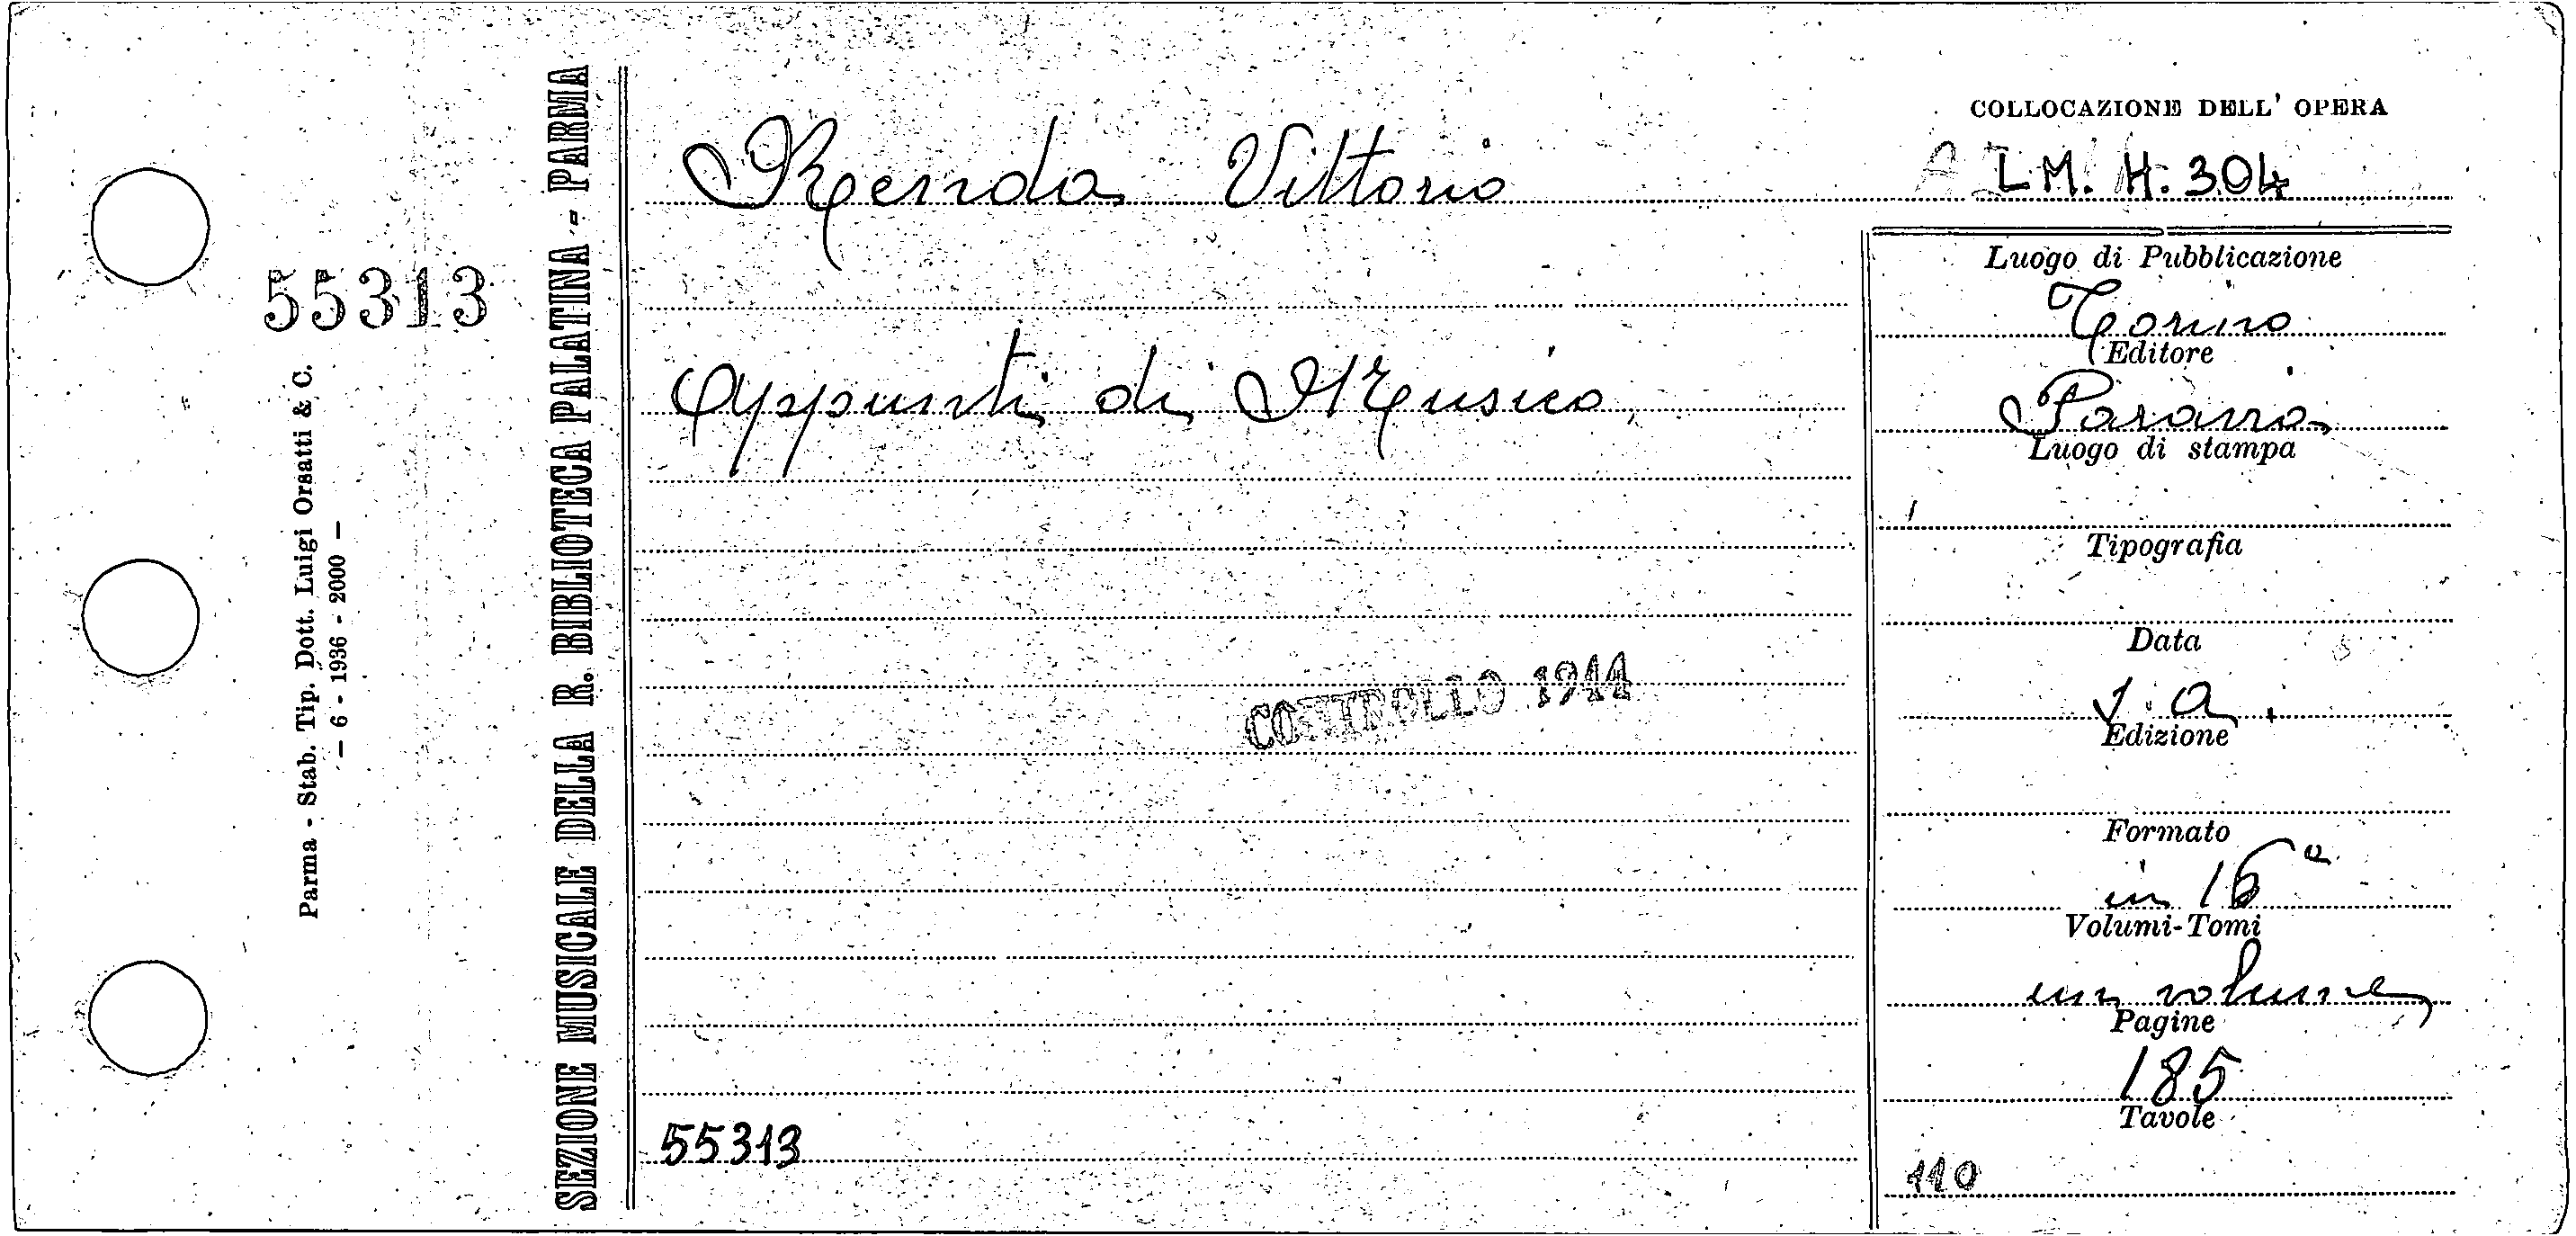 COLLOCAZIONE DELL' OPERA
Renda Vittorio
LM. H. 304
Luogo di Pubblicazione
Torino
Editore
Appunti di Musica
Paravia
Luogo di stampa
Tipografia
Data
s. a.
Edizione
Formato
in 16°
Volumi-Tomi
un volume
Pagine
185
Tavole
110
CONTROLLO 1944
55313
55313
Parma - Stab. Tip. Dott. Luigi Orsatti & C.
— 6 - 1936 - 2000 —
SEZIONE MUSICALE DELLA R. BIBLIOTECA PALATINA - PARMA